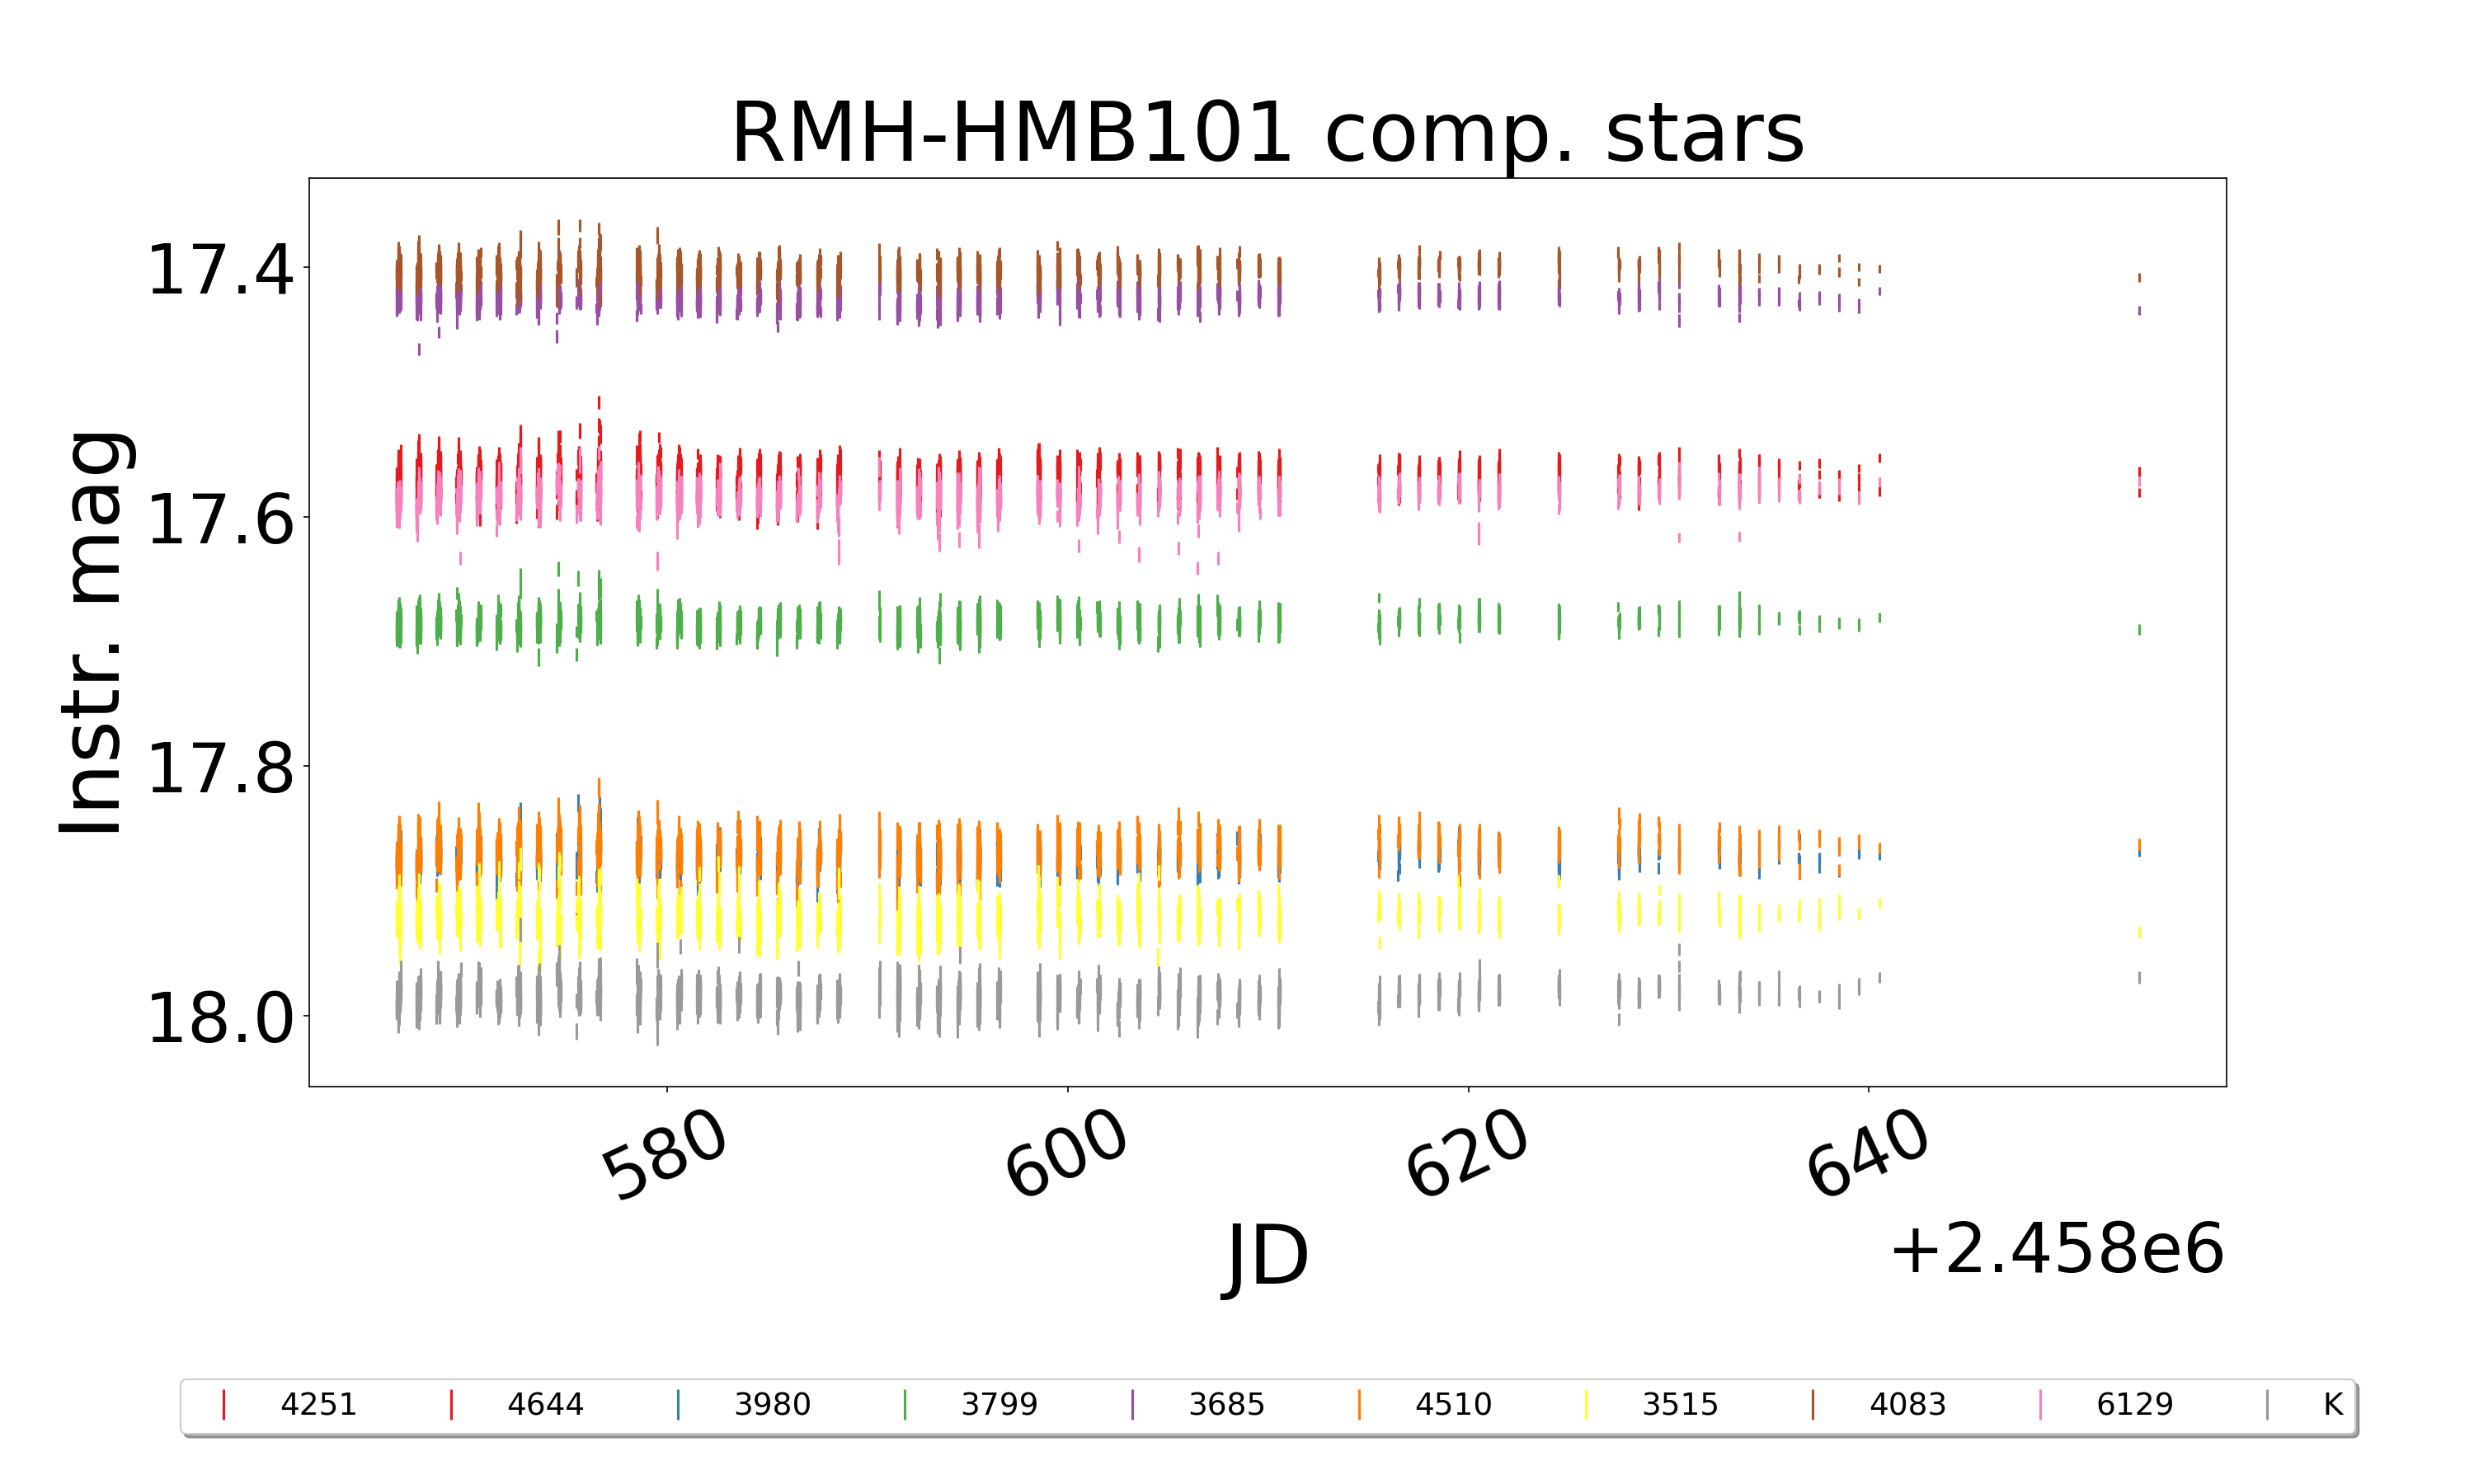 RMH-HMB101 comp. stars
Instr. mag
17.4
17.6
17.8
18.0
580 600 620 640
JD
+2.458e6
4251 4644 3980 3799 3685 4510 3515 4083 6129 K